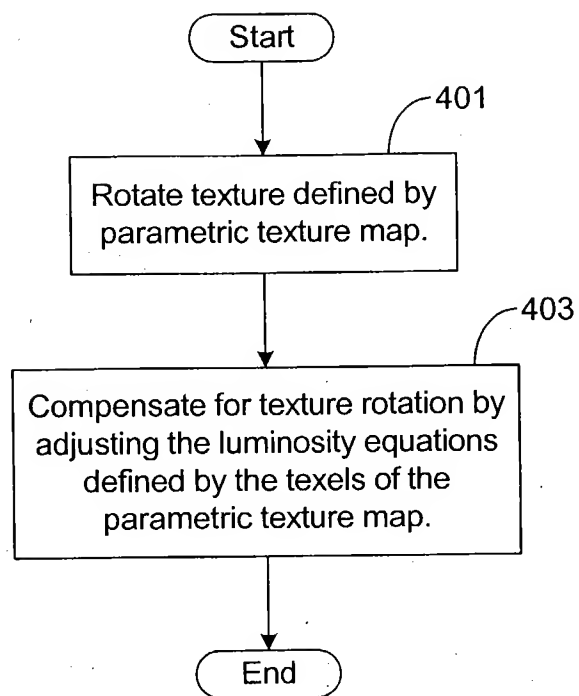 Start
401
Rotate texture defined by
parametric texture map.
403
Compensate for texture rotation by
adjusting the luminosity equations
defined by the texels of the
parametric texture map.
End